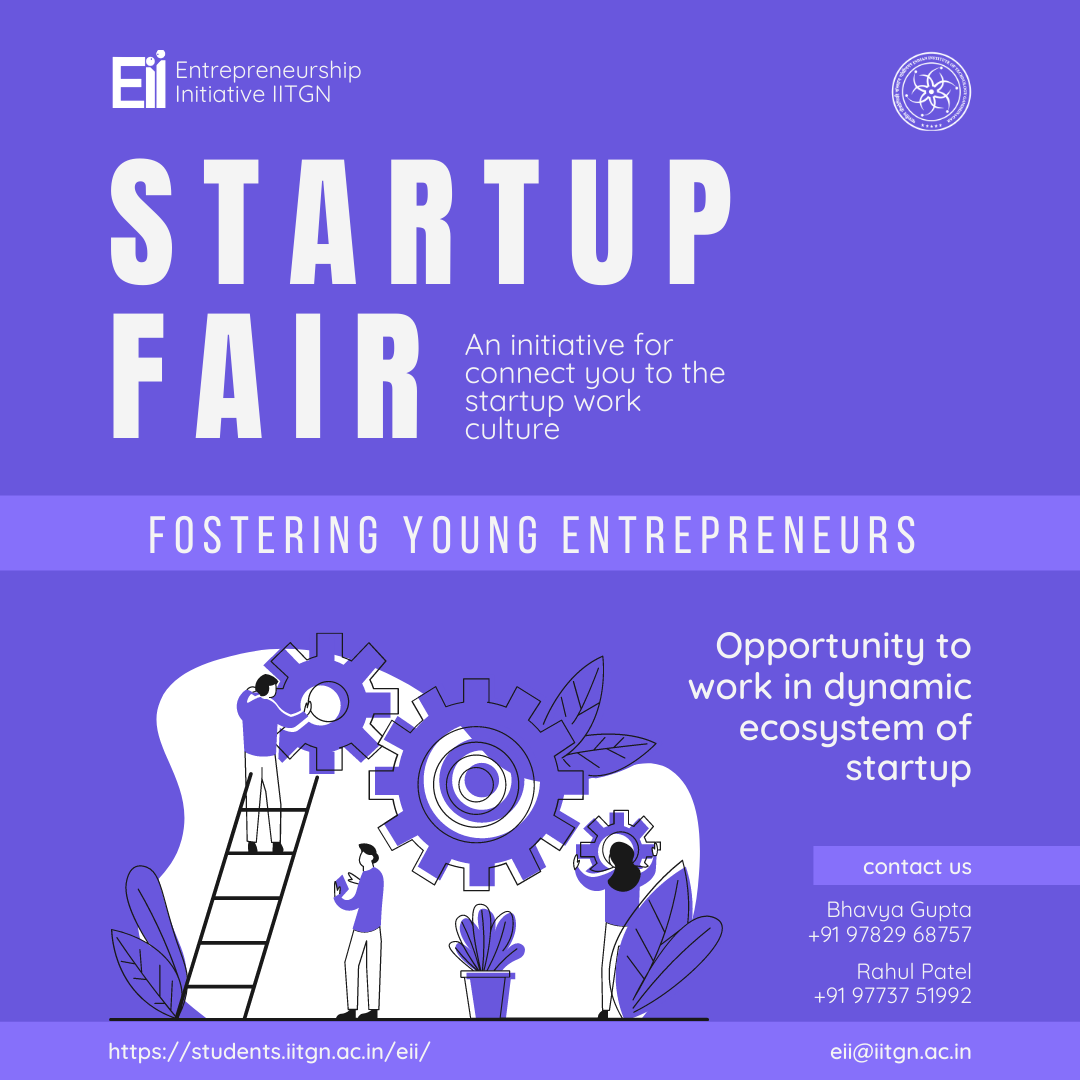 Eii Entrepreneurship
Initiative IITGN
STARTUP
FAIR
An initiative for
connect you to the
startup work
culture
FOSTERING YOUNG ENTREPRENEURS
Opportunity to
work in dynamic
ecosystem of
startup
contact us
Bhavya Gupta
+91 97829 68757
Rahul Patel
+91 97737 51992
https://students.iitgn.ac.in/eii/
eii@iitgn.ac.in